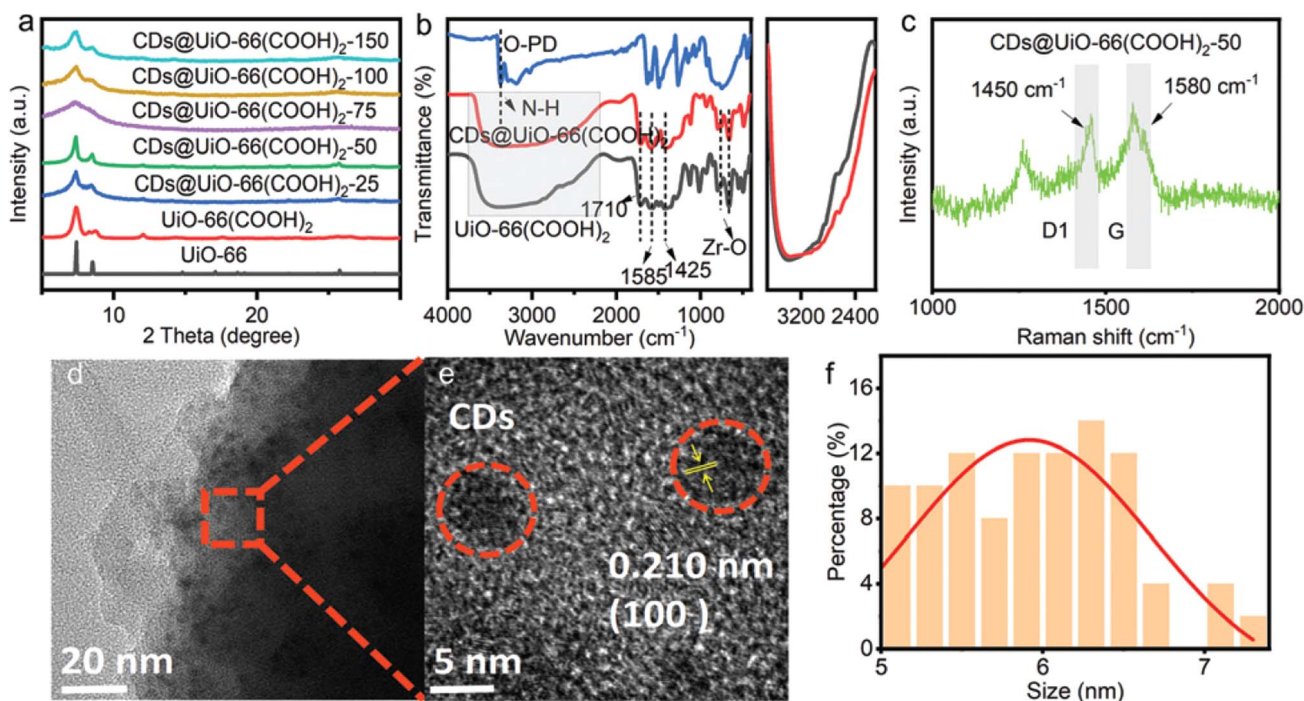 a
Intensity (a.u.)
CDs@UiO-66(COOH)₂-150
CDs@UiO-66(COOH)₂-100
CDs@UiO-66(COOH)₂-75
CDs@UiO-66(COOH)₂-50
CDs@UiO-66(COOH)₂-25
UiO-66(COOH)₂
UiO-66
10 20
2 Theta (degree)
b
Transmittance (%)
O-PD
N-H
CDs@UiO-66(COOH)₂
1710
UiO-66(COOH)₂
Zr-O
1585 1425
4000 3000 2000 1000
3200 2400
Wavenumber (cm⁻¹)
c
Intensity (a.u.)
CDs@UiO-66(COOH)₂-50
1450 cm⁻¹
1580 cm⁻¹
D1 G
1000 1500 2000
Raman shift (cm⁻¹)
d
20 nm
e
CDs
0.210 nm
(100)
5 nm
f
Percentage (%)
16
12
8
4
0
5 6 7
Size (nm)